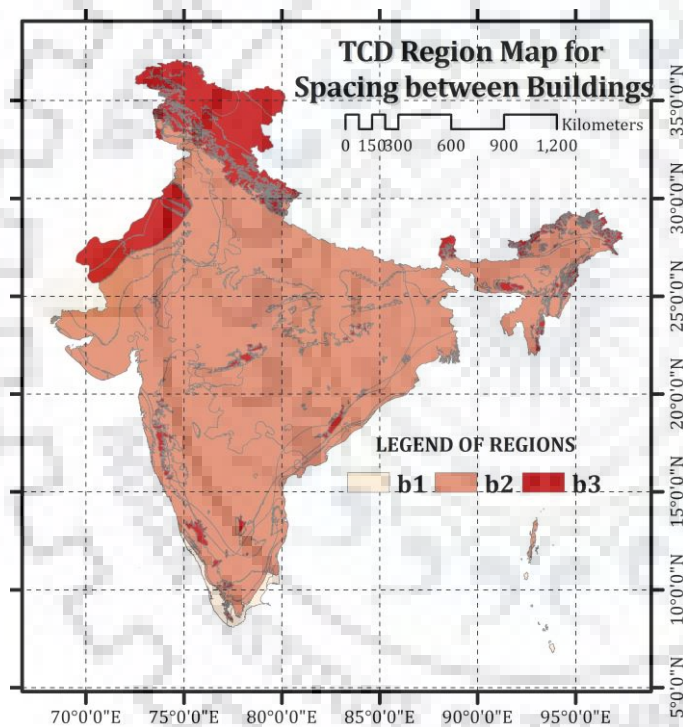 TCD Region Map for
Spacing between Buildings
Kilometers
0 150 300 600 900 1,200
35°0'0"N
30°0'0"N
25°0'0"N
20°0'0"N
LEGEND OF REGIONS
b1 b2 b3
15°0'0"N
10°0'0"N
5°0'0"N
70°0'0"E 75°0'0"E 80°0'0"E 85°0'0"E 90°0'0"E 95°0'0"E